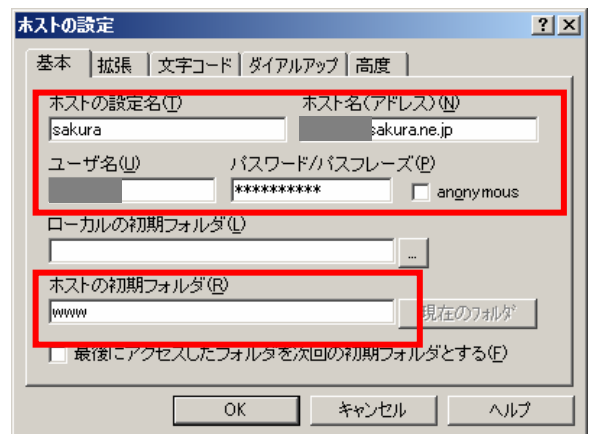 ホストの設定
基本 拡張 文字コード ダイアルアップ 高度
ホストの設定名(T) ホスト名(アドレス)(N)
sakura sakura.ne.jp
ユーザ名(U) パスワード/パスフレーズ(P)
********** anonymous
ローカルの初期フォルダ(L)
...
ホストの初期フォルダ(R)
www 現在のフォルダ
最後にアクセスしたフォルダを次回の初期フォルダとする(F)
OK キャンセル ヘルプ